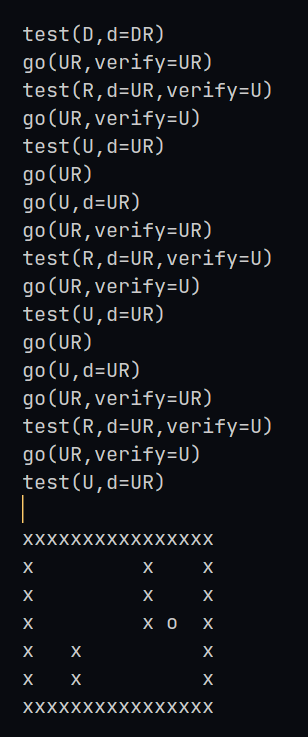 test(D,d=DR)
go(UR,verify=UR)
test(R,d=UR,verify=U)
go(UR,verify=U)
test(U,d=UR)
go(UR)
go(U,d=UR)
go(UR,verify=UR)
test(R,d=UR,verify=U)
go(UR,verify=U)
test(U,d=UR)
go(UR)
go(U,d=UR)
go(UR,verify=UR)
test(R,d=UR,verify=U)
go(UR,verify=U)
test(U,d=UR)

xxxxxxxxxxxxxxxx
x         x    x
x         x    x
x         x o  x
x   x          x
x   x          x
xxxxxxxxxxxxxxxx